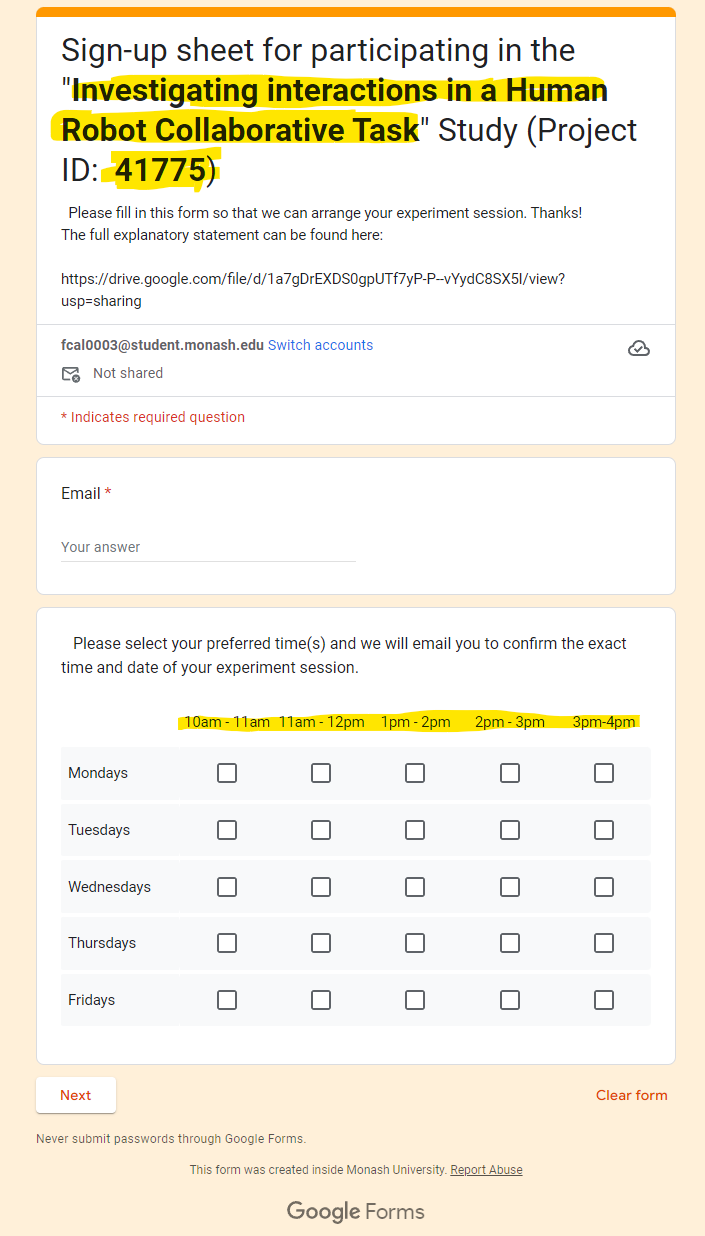 Sign-up sheet for participating in the
"Investigating interactions in a Human
Robot Collaborative Task" Study (Project
ID: 41775)
Please fill in this form so that we can arrange your experiment session. Thanks!
The full explanatory statement can be found here:
https://drive.google.com/file/d/1a7gDrEXDS0gpUTf7yP-P--vYydC8SX5I/view?
usp=sharing
fcal0003@student.monash.edu Switch accounts
Not shared
* Indicates required question
Email *
Your answer
Please select your preferred time(s) and we will email you to confirm the exact
time and date of your experiment session.
10am - 11am 11am - 12pm 1pm - 2pm 2pm - 3pm 3pm-4pm
Mondays
Tuesdays
Wednesdays
Thursdays
Fridays
Next Clear form
Never submit passwords through Google Forms.
This form was created inside Monash University. Report Abuse
Google Forms